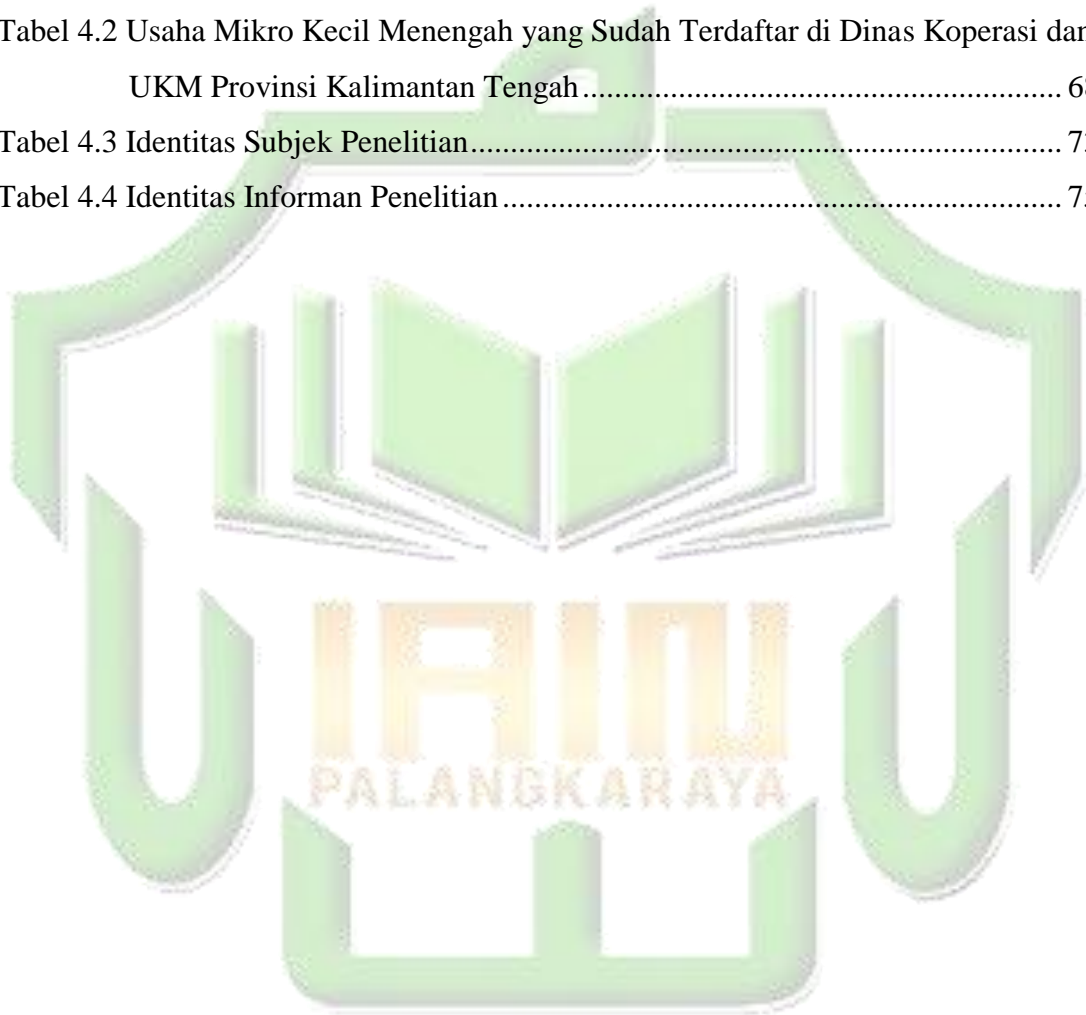 Tabel 4.2 Usaha Mikro Kecil Menengah yang Sudah Terdaftar di Dinas Koperasi dan
UKM Provinsi Kalimantan Tengah ................................................................ 68
Tabel 4.3 Identitas Subjek Penelitian................................................................................
Tabel 4.4 Identitas Informan Penelitian ............................................................................
IAIN
PALANGKARAYA